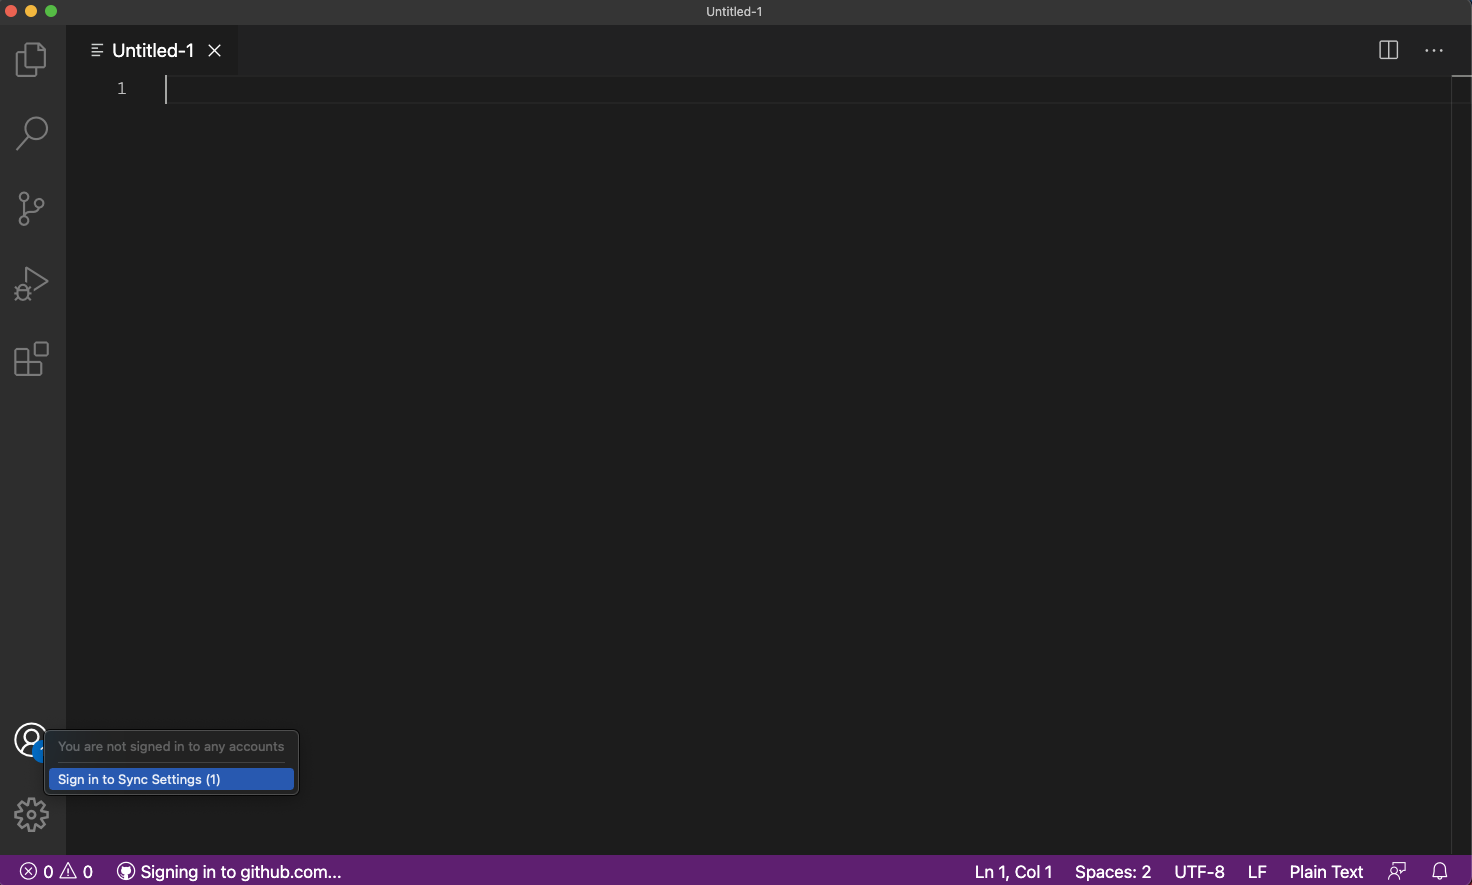 Untitled-1
Untitled-1
1
You are not signed in to any accounts
Sign in to Sync Settings (1)
0 0 Signing in to github.com... Ln 1, Col 1 Spaces: 2 UTF-8 LF Plain Text